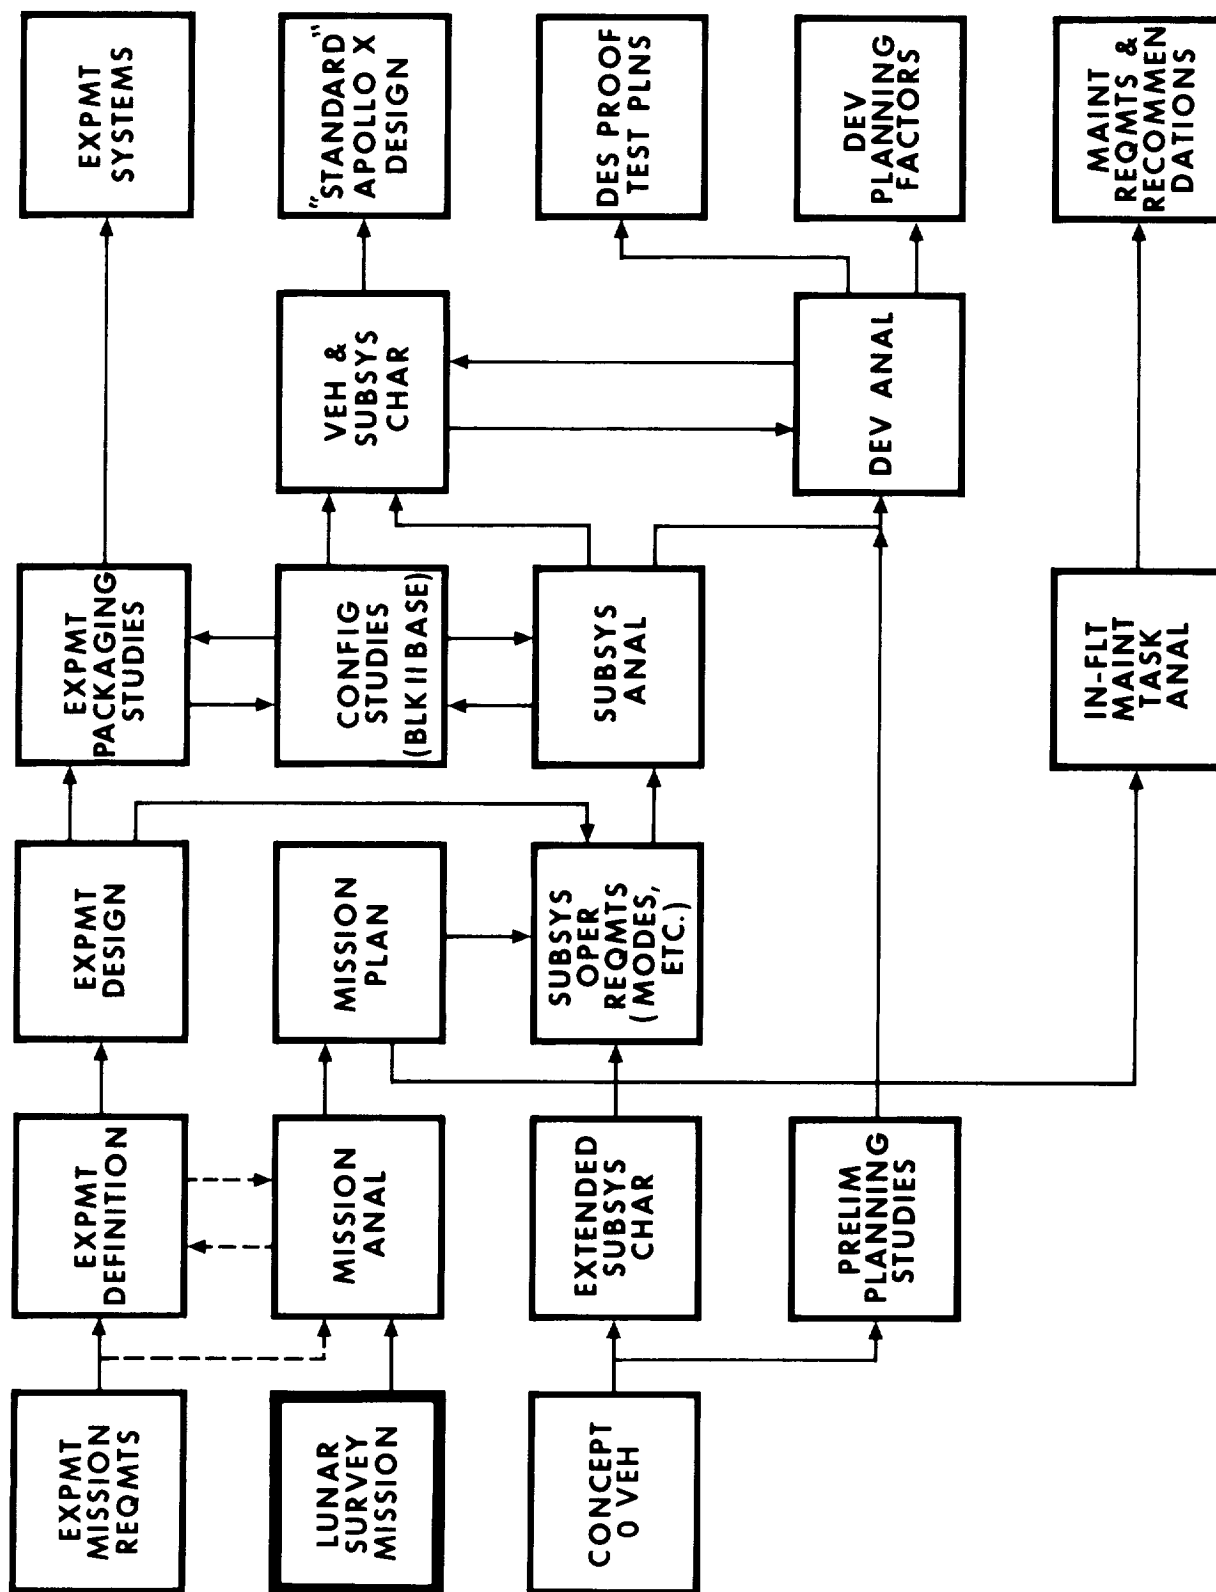 EXPMT
MISSION
REQMTS
LUNAR
SURVEY
MISSION
CONCEPT
0 VEH
EXPMT
DEFINITION
MISSION
ANAL
EXTENDED
SUBSYS
CHAR
PRELIM
PLANNING
STUDIES
EXPMT
DESIGN
MISSION
PLAN
SUBSYS
OPER
REQMTS
(MODES,
ETC.)
EXPMT
PACKAGING
STUDIES
CONFIG
STUDIES
(BLK II BASE)
SUBSYS
ANAL
IN-FLT
MAINT
TASK
ANAL
VEH &
SUBSYS
CHAR
DEV ANAL
EXPMT
SYSTEMS
"STANDARD"
APOLLO X
DESIGN
DES PROOF
TEST PLNS
DEV
PLANNING
FACTORS
MAINT
REQMTS &
RECOMMEN
DATIONS